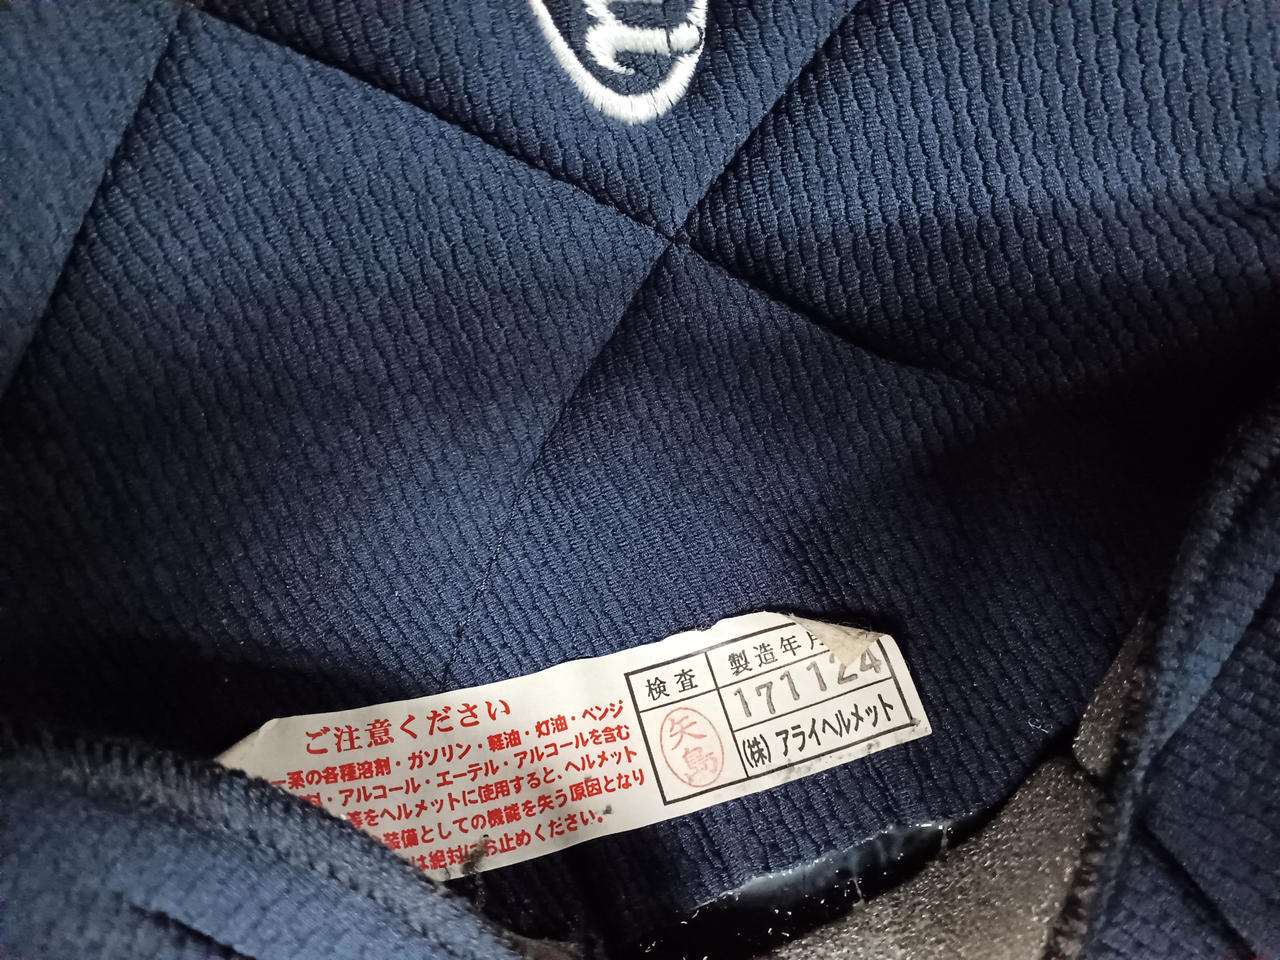 ご注意ください
系の各種溶剤・ガソリン・軽油・灯油・ベンジ
・アルコール・エーテル・アルコールを含む
等をヘルメットに使用すると、ヘルメット
装備としての機能を失う原因となり
は絶対にお止めください。
検査
矢島
製造年月
171124
(株)アライヘルメット